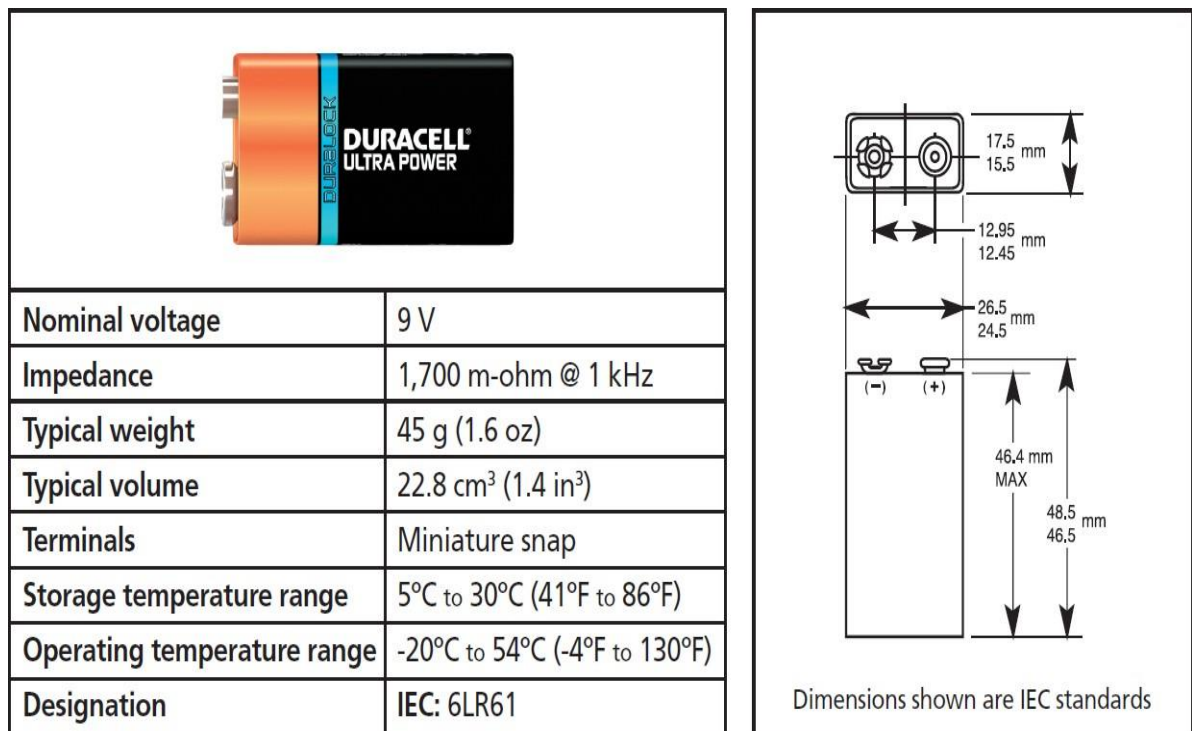 DURALOCK
DURACELL®
ULTRA POWER
Nominal voltage 9 V
Impedance 1,700 m-ohm @ 1 kHz
Typical weight 45 g (1.6 oz)
Typical volume 22.8 cm³ (1.4 in³)
Terminals Miniature snap
Storage temperature range 5ºC to 30ºC (41ºF to 86ºF)
Operating temperature range -20ºC to 54ºC (-4ºF to 130ºF)
Designation IEC: 6LR61
17.5
15.5 mm
12.95
12.45 mm
26.5
24.5 mm
(−) (+)
46.4 mm
MAX
48.5
46.5 mm
Dimensions shown are IEC standards